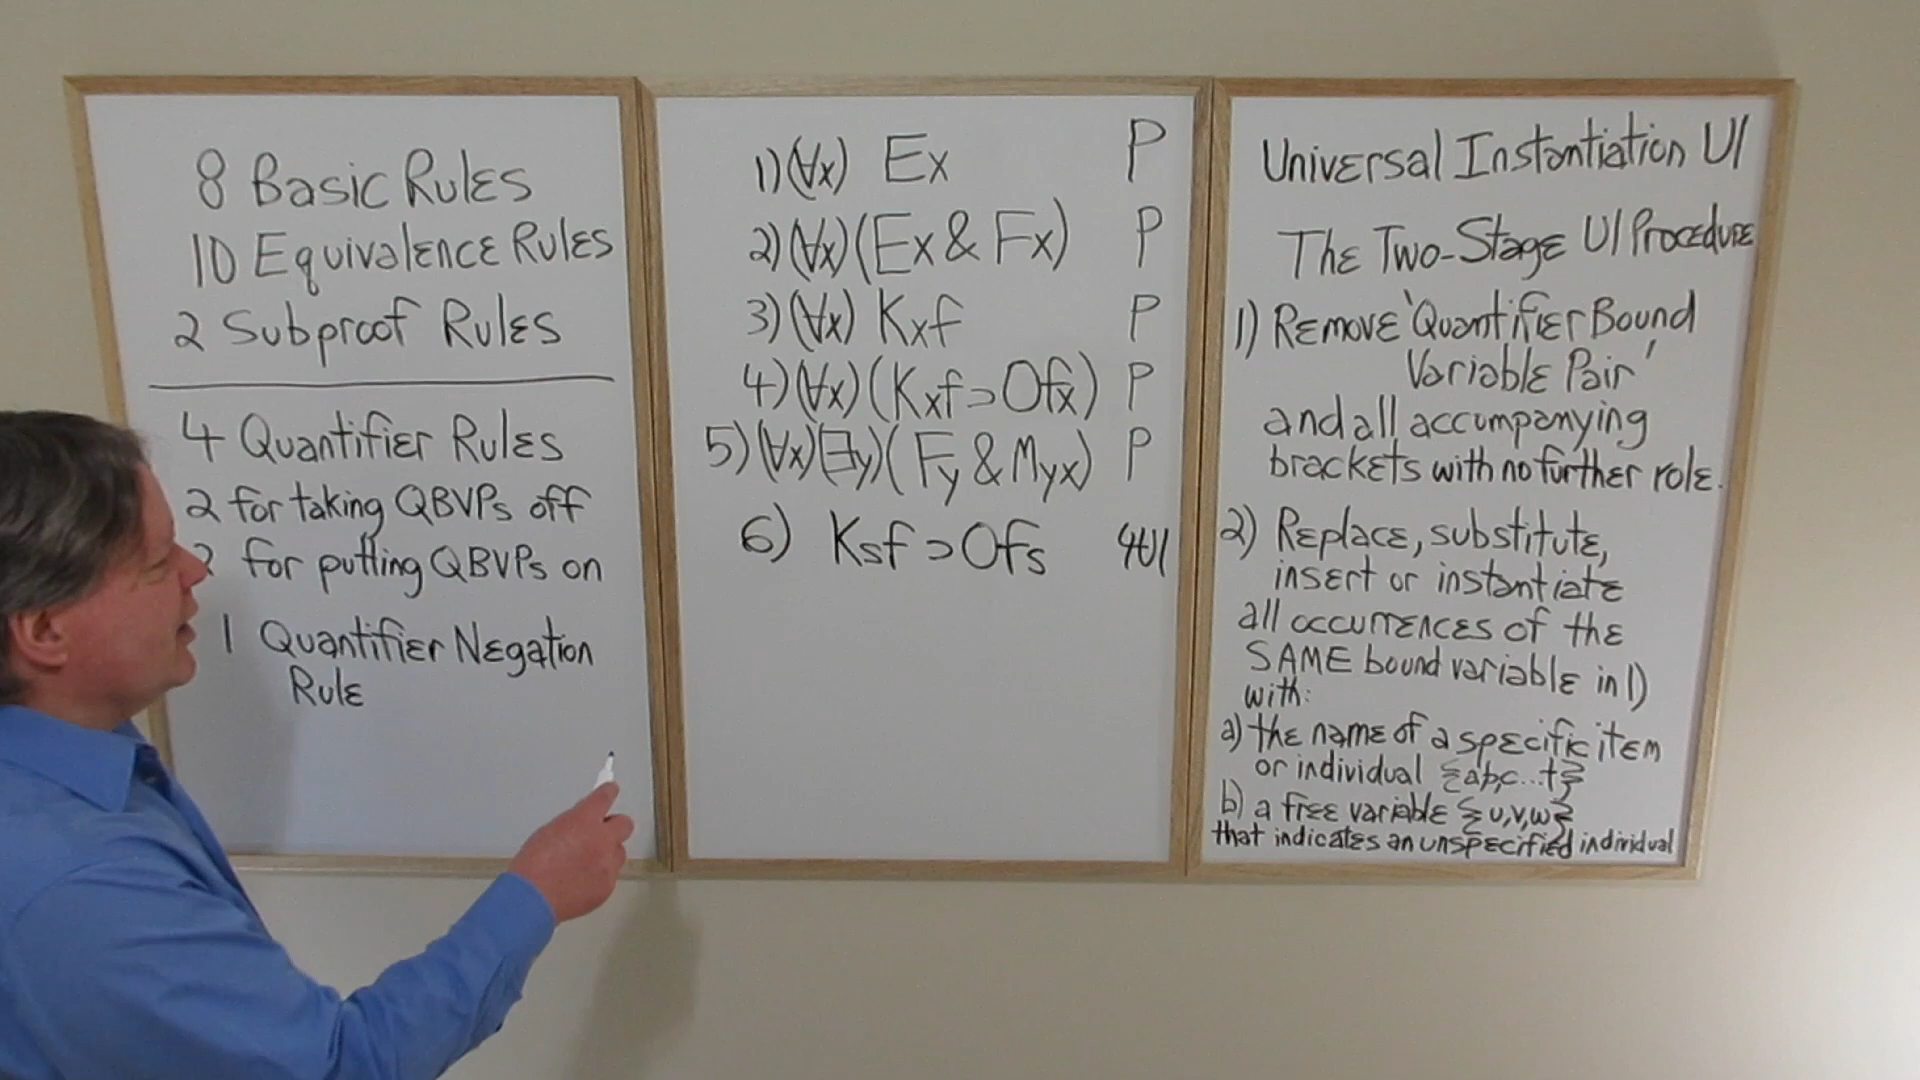 8 Basic Rules
10 Equivalence Rules
2 Subproof Rules
4 Quantifier Rules
2 for taking QBVPs off
2 for putting QBVPs on
1 Quantifier Negation
Rule
1) (∀x) Ex P
2) (∀x)(Ex & Fx) P
3) (∀x) Kxf P
4) (∀x)(Kxf ⊃ Ofx) P
5) (∀x)(∃y)(Fy & Myx) P
6) Ksf ⊃ Ofs 4UI
Universal Instantiation UI
The Two-Stage UI Procedure
1) Remove 'Quantifier Bound
Variable Pair'
and all accompanying
brackets with no further role.
2) Replace, substitute,
insert or instantiate
all occurrences of the
SAME bound variable in 1)
with:
a) the name of a specific item
or individual {a,b,c...t}
b) a free variable {u,v,w}
that indicates an unspecified individual